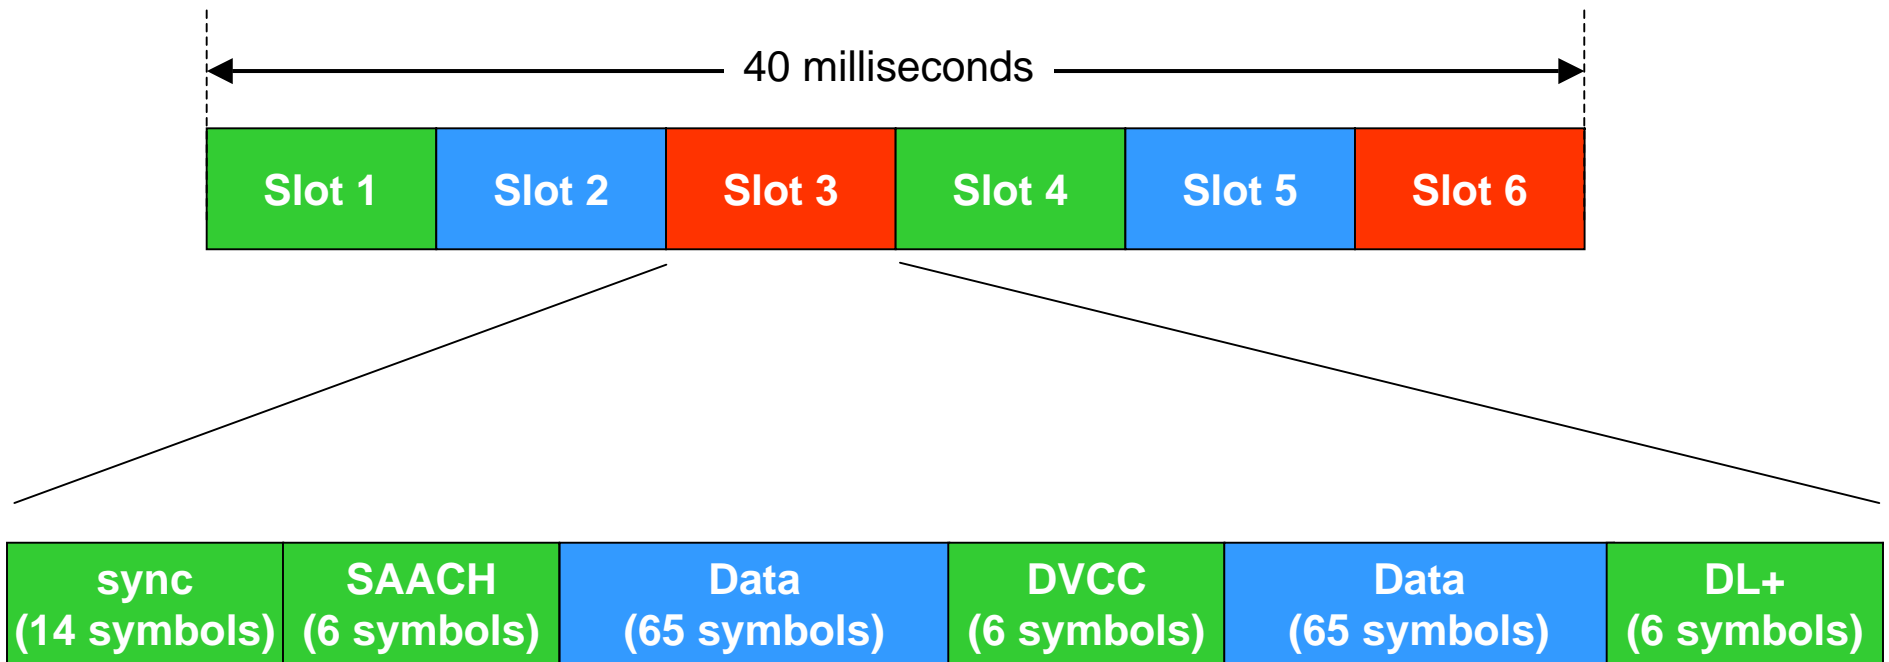 40 milliseconds
Slot 1 Slot 2 Slot 3 Slot 4 Slot 5 Slot 6
sync SAACH Data DVCC Data DL+
(14 symbols) (6 symbols) (65 symbols) (6 symbols) (65 symbols) (6 symbols)